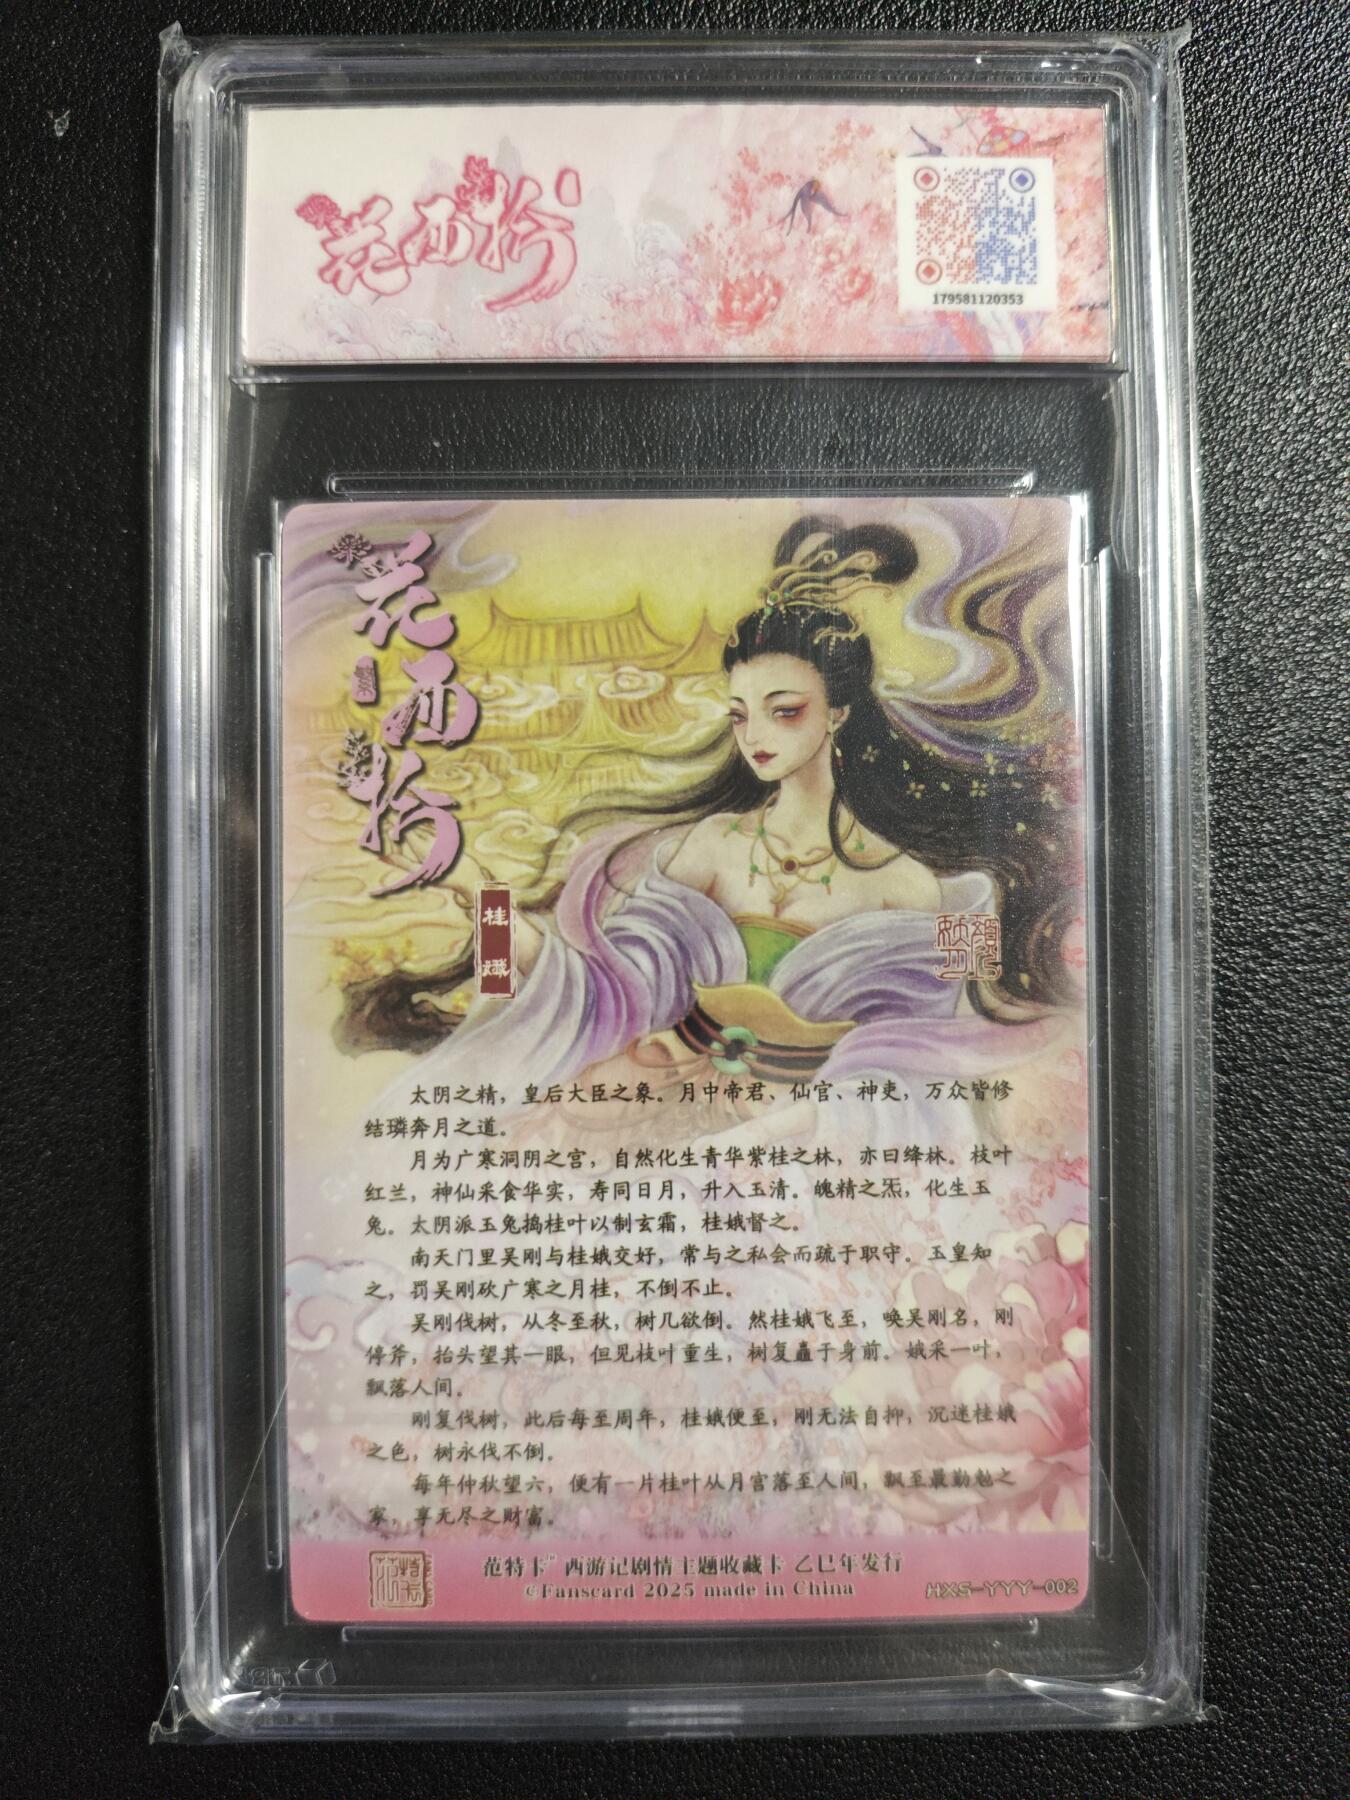 花西拾
179581120353
花西拾
桂娥
太阴之精，皇后大臣之象。月中帝君、仙官、神吏，万众皆修
结璘奔月之道。
月为广寒洞阴之宫，自然化生青华紫桂之林，亦曰绛林。枝叶
红兰，神仙采食华实，寿同日月，升入玉清。魄精之炁，化生玉
兔。太阴派玉兔捣桂叶以制玄霜，桂娥督之。
南天门里吴刚与桂娥交好，常与之私会而疏于职守。玉皇知
之，罚吴刚砍广寒之月桂，不倒不止。
吴刚伐树，从冬至秋，树几欲倒。然桂娥飞至，唤吴刚名，刚
停斧，抬头望其一眼，但见枝叶重生，树复矗于身前。娥采一叶，
飘落人间。
刚复伐树，此后每至周年，桂娥便至，刚无法自抑，沉迷桂娥
之色，树永伐不倒。
每年仲秋望六，便有一片桂叶从月宫落至人间，飘至最勤勉之
家，享无尽之财富。
范特卡™ 西游记剧情主题收藏卡 乙巳年发行
©Fanscard 2025 made in China
HXS-YYY-002